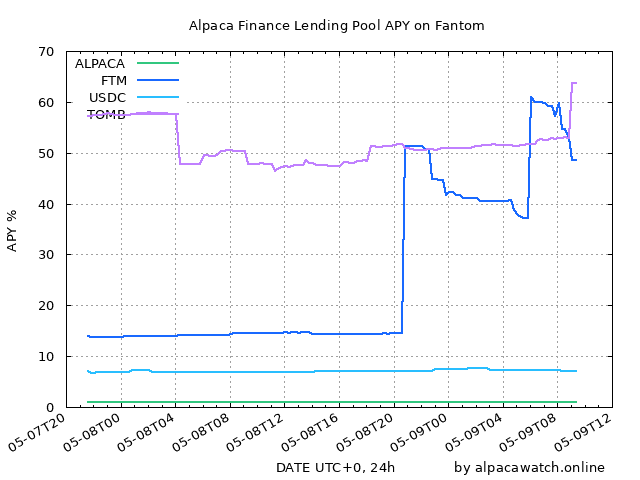 Alpaca Finance Lending Pool APY on Fantom
70
60
50
40
30
20
10
0
APY %
ALPACA
FTM
USDC
TOMB
05-07T20
05-08T00
05-08T04
05-08T08
05-08T12
05-08T16
05-08T20
05-09T00
05-09T04
05-09T08
05-09T12
DATE UTC+0, 24h
by alpacawatch.online